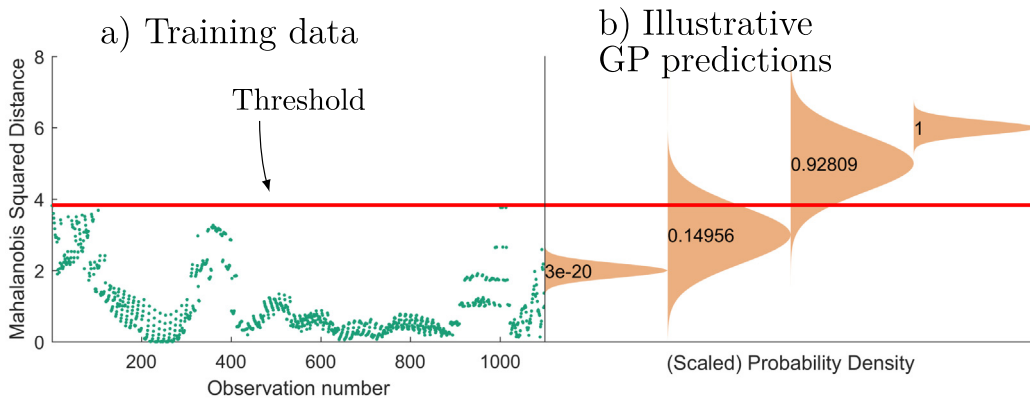 a) Training data
b) Illustrative
GP predictions
Threshold
Mahalanobis Squared Distance
8
6
4
2
0
200
400
600
800
1000
Observation number
3e-20
0.14956
0.92809
1
(Scaled) Probability Density